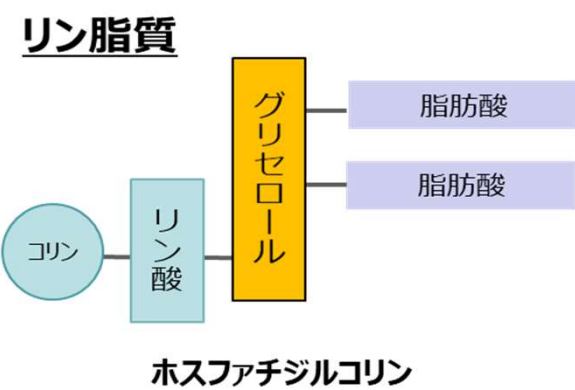 リン脂質
グリセロール
脂肪酸
脂肪酸
コリン
リン酸
ホスファチジルコリン